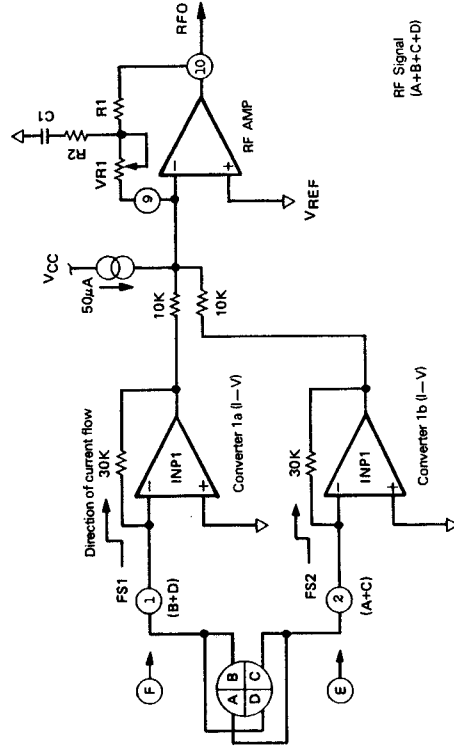 RFO
10
C1
R2
R1
VR1
9
RF AMP
−
+
VREF
VCC
50μA
10K
10K
Direction of current flow
30K
FS1
F
1
(B+D)
−
INP1
+
Converter 1a (I−V)
A
B
D
C
30K
FS2
E
2
(A+C)
−
INP1
+
Converter 1b (I−V)
RF Signal
(A+B+C+D)